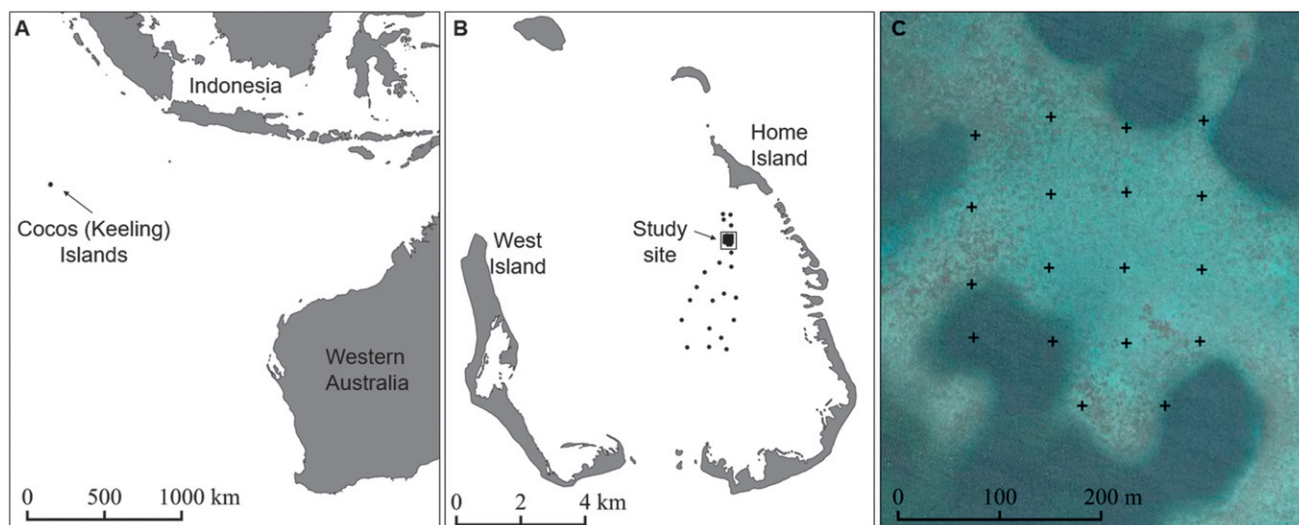 A
Indonesia
Cocos (Keeling)
Islands
Western
Australia
0 500 1000 km
B
Home
Island
Study
site
West
Island
0 2 4 km
C
0 100 200 m